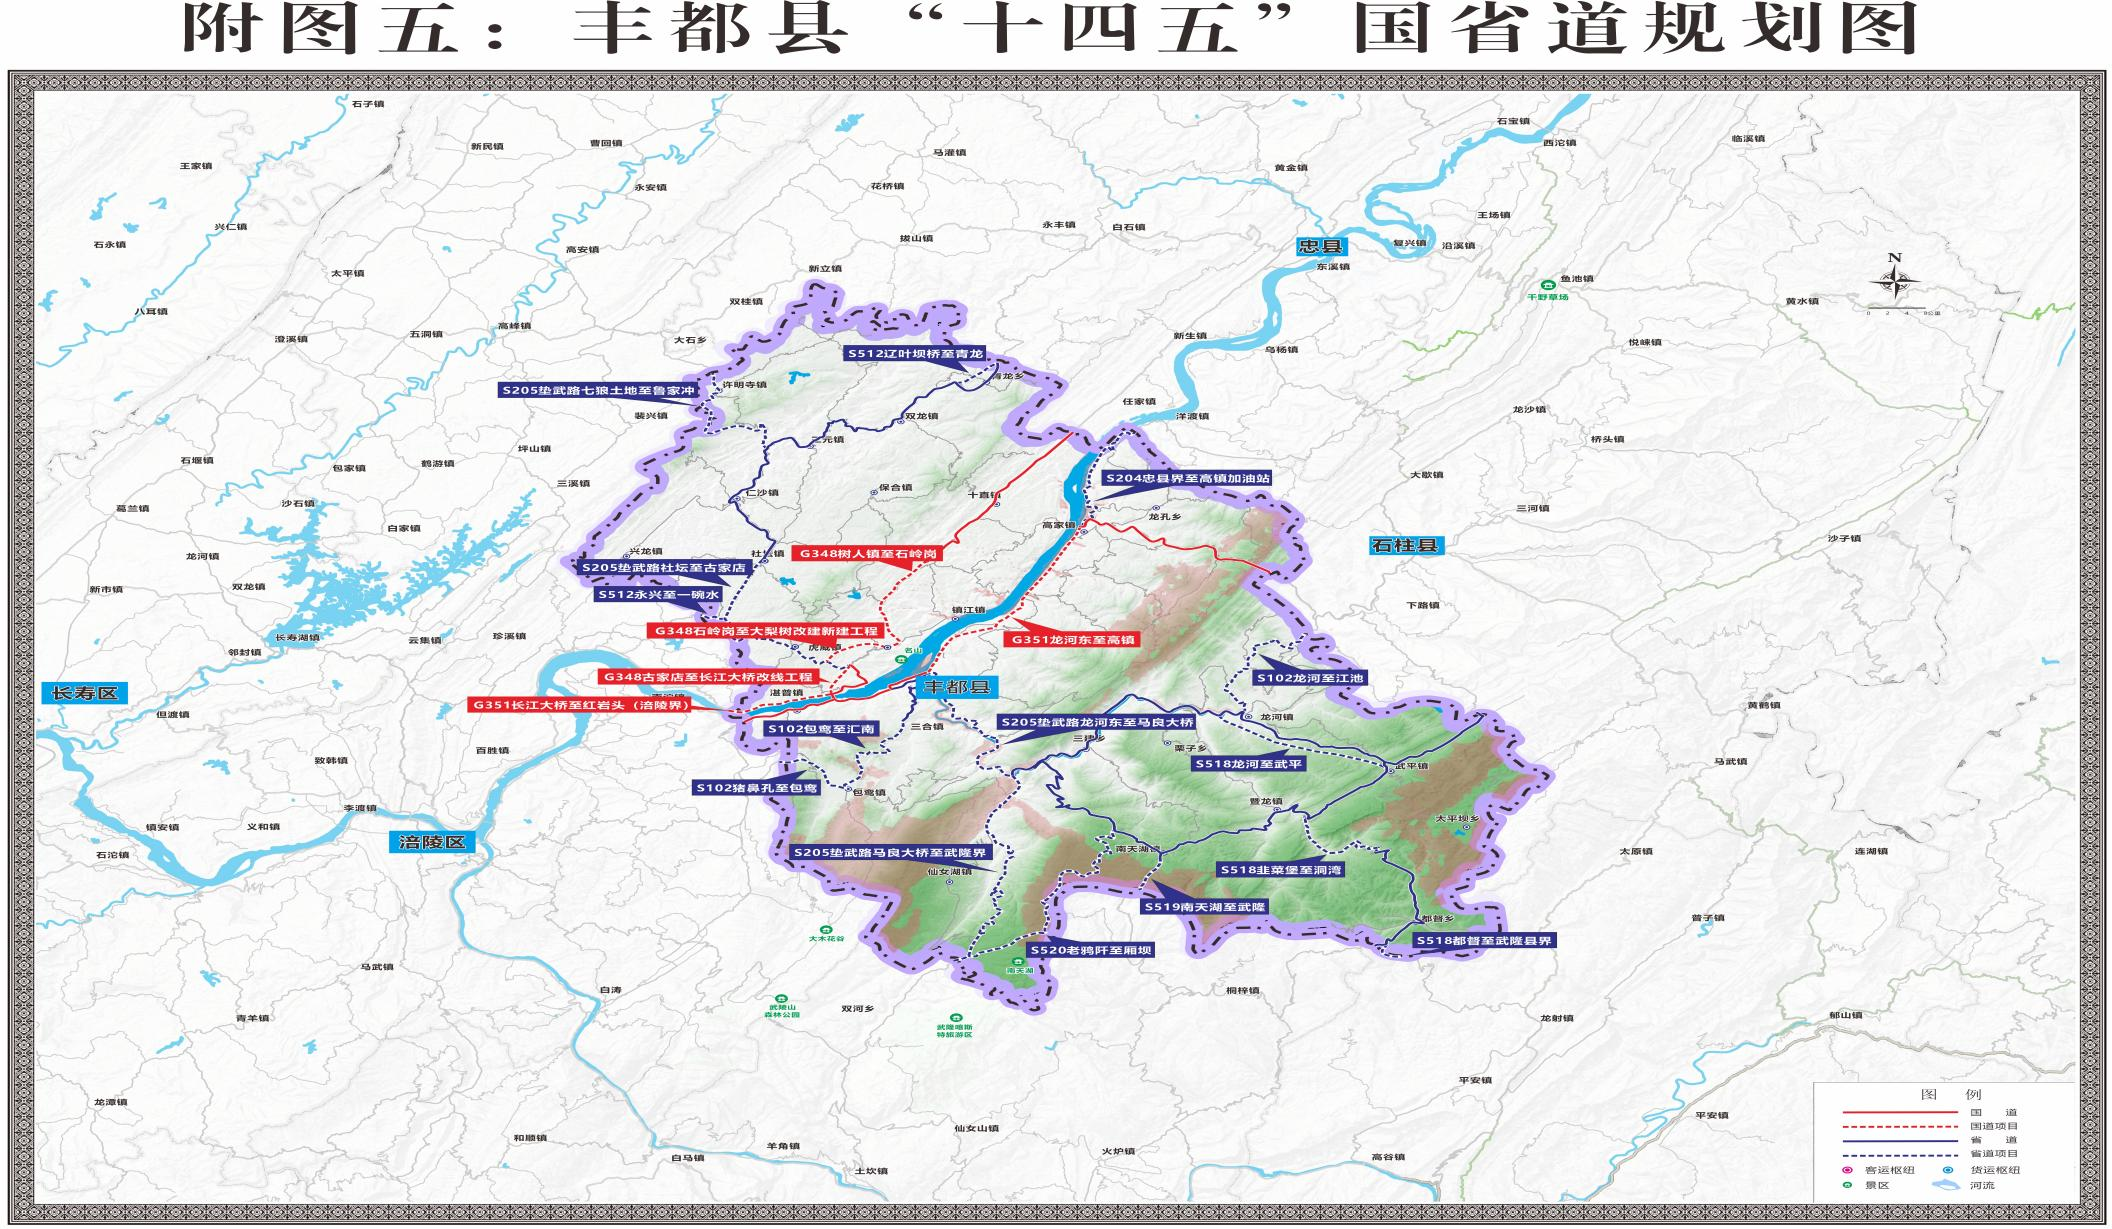 附图五：丰都县“十四五”国省道规划图
石子镇
王家镇
新民镇
曹回镇
马灌镇
石宝镇
西沱镇
临溪镇
黄金镇
永安镇
花桥镇
兴仁镇
石永镇
高安镇
拔山镇
永丰镇
白石镇
王场镇
忠县
复兴镇
沿溪镇
东溪镇
太平镇
新立镇
鱼池镇
千野草场
N
双桂镇
黄水镇
0 2 4 8公里
八耳镇
澄溪镇
五洞镇
高峰镇
大石乡
新生镇
乌杨镇
悦崃镇
S512辽叶坝桥至青龙
青龙乡
S205垫武路七狼土地至鲁家冲
许明寺镇
裴兴镇
双龙镇
任家镇
洋渡镇
龙沙镇
三元镇
桥头镇
坪山镇
石堰镇
包家镇
鹤游镇
三溪镇
大歇镇
S204忠县界至高镇加油站
仁沙镇
保合镇
十直镇
沙石镇
葛兰镇
三河镇
白家镇
高家镇
龙孔乡
石柱县
沙子镇
龙河镇
兴龙镇
社坛镇
G348树人镇至石岭岗
S205垫武路社坛至古家店
新市镇
双龙镇
S512永兴至一碗水
下路镇
镇江镇
长寿湖镇
云集镇
珍溪镇
G348石岭岗至大梨树改建新建工程
G351龙河东至高镇
虎威镇
名山
邻封镇
G348古家店至长江大桥改线工程
S102龙河至江池
长寿区
丰都县
湛普镇
G351长江大桥至红岩头（涪陵界）
但渡镇
黄鹤镇
S102包鸾至汇南
三合镇
S205垫武路龙河东至马良大桥
龙河镇
三建乡
栗子乡
百胜镇
致韩镇
S518龙河至武平
武平镇
马武镇
S102猪鼻孔至包鸾
包鸾镇
暨龙镇
李渡镇
镇安镇
义和镇
太平坝乡
涪陵区
石沱镇
S205垫武路马良大桥至武隆界
南天湖镇
太原镇
连湖镇
仙女湖镇
S518韭菜堡至洞湾
S519南天湖至武隆
都督乡
普子镇
大木花谷
S520老鸦阡至厢坝
S518都督至武隆县界
马武镇
南天湖
白涛
桐梓镇
武陵山
森林公园
双河乡
青羊镇
武隆喀斯
特旅游区
龙射镇
郁山镇
平安镇
龙潭镇
平安镇
仙女山镇
和顺镇
羊角镇
火炉镇
白马镇
高谷镇
土坎镇
图 例
国 道
国道项目
省 道
省道项目
客运枢纽
货运枢纽
景区
河流